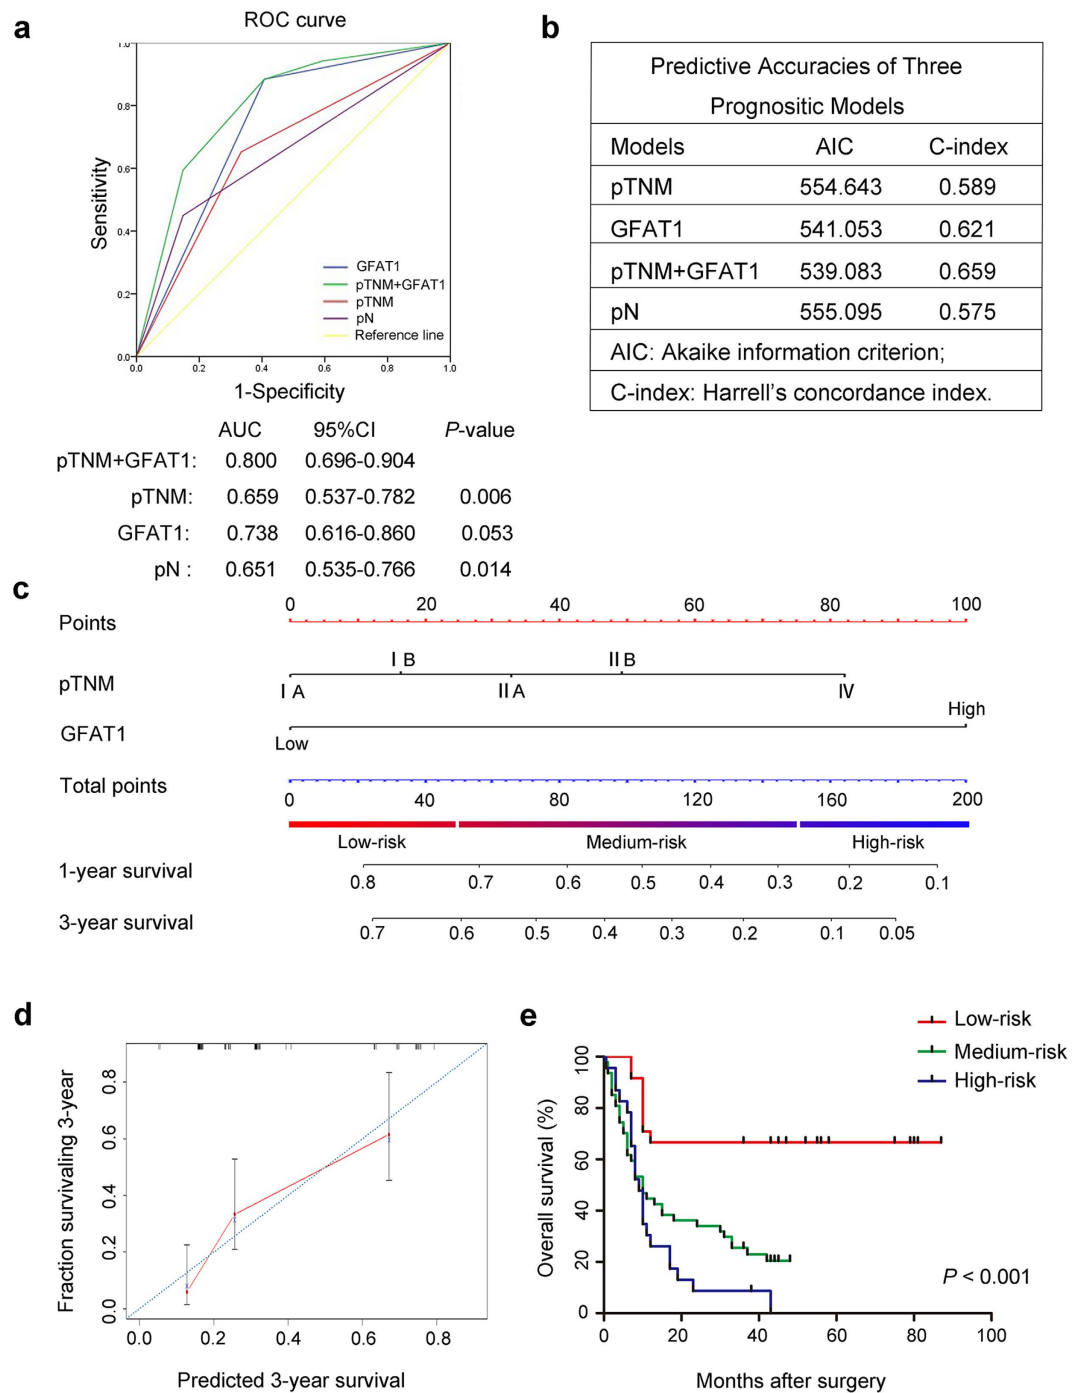 a
ROC curve
1.0
0.8
0.6
0.4
0.2
0.0
Sensitivity
GFAT1
pTNM+GFAT1
pTNM
pN
Reference line
0.0 0.2 0.4 0.6 0.8 1.0
1-Specificity
AUC 95%CI P-value
pTNM+GFAT1: 0.800 0.696-0.904
pTNM: 0.659 0.537-0.782 0.006
GFAT1: 0.738 0.616-0.860 0.053
pN : 0.651 0.535-0.766 0.014
b
Predictive Accuracies of Three
Prognositic Models
Models AIC C-index
pTNM 554.643 0.589
GFAT1 541.053 0.621
pTNM+GFAT1 539.083 0.659
pN 555.095 0.575
AIC: Akaike information criterion;
C-index: Harrell’s concordance index.
c
0 20 40 60 80 100
Points
ⅠB ⅡB
pTNM
ⅠA ⅡA Ⅳ
High
GFAT1
Low
Total points
0 40 80 120 160 200
Low-risk Medium-risk High-risk
1-year survival
0.8 0.7 0.6 0.5 0.4 0.3 0.2 0.1
3-year survival
0.7 0.6 0.5 0.4 0.3 0.2 0.1 0.05
d
Fraction survivaling 3-year
0.8
0.6
0.4
0.2
0.0
0.0 0.2 0.4 0.6 0.8
Predicted 3-year survival
e
Low-risk
Medium-risk
High-risk
Overall survival (%)
100
80
60
40
20
0
P < 0.001
0 20 40 60 80 100
Months after surgery